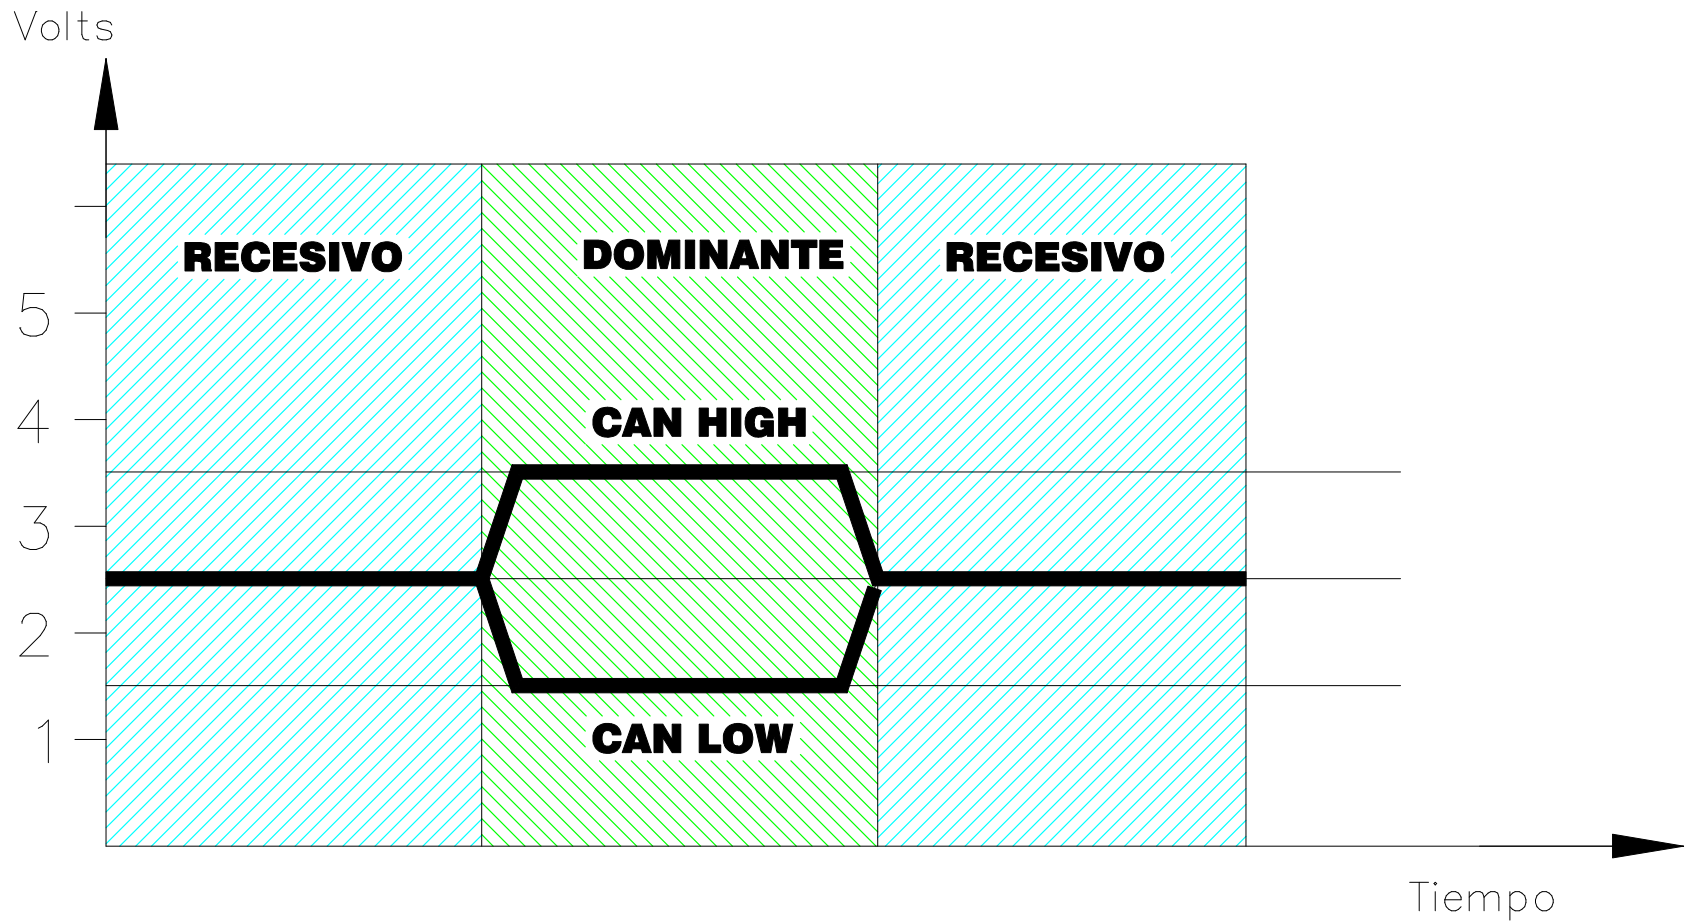 Volts
RECESIVO DOMINANTE RECESIVO
5
4
CAN HIGH
3
2
1
CAN LOW
Tiempo